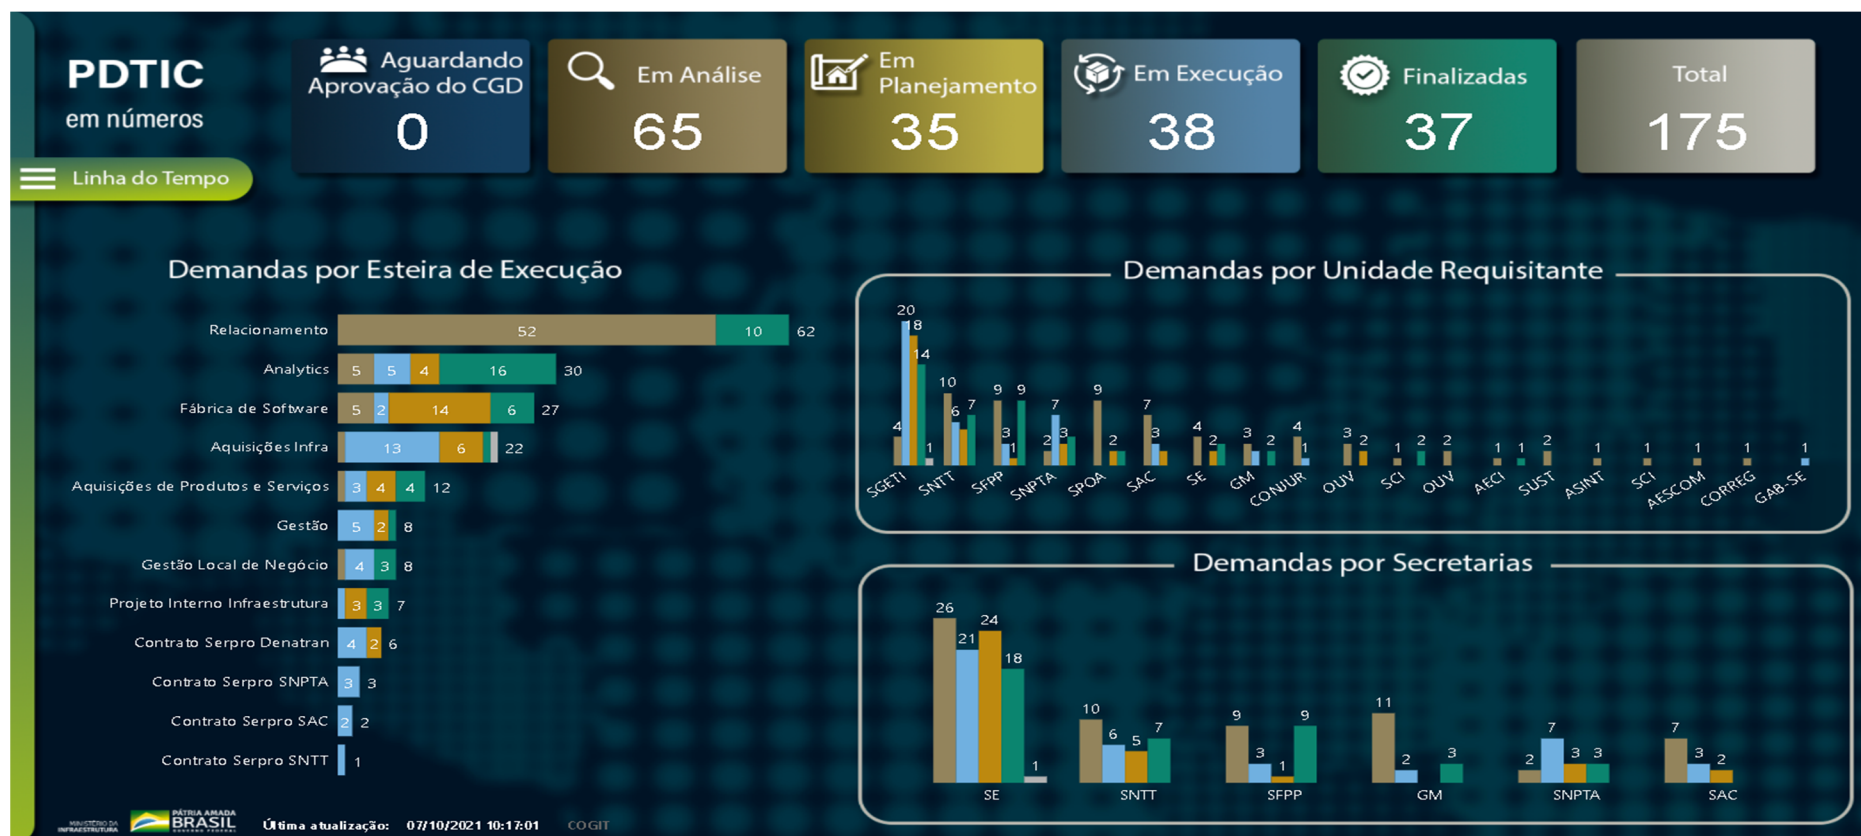 PDTIC
em números
Linha do Tempo
Aguardando
Aprovação do CGD
0
Em Análise
65
Em
Planejamento
35
Em Execução
38
Finalizadas
37
Total
175
Demandas por Esteira de Execução
Relacionamento 52 10 62
Analytics 5 5 4 16 30
Fábrica de Software 5 2 14 6 27
Aquisições Infra 13 6 22
Aquisições de Produtos e Serviços 3 4 4 12
Gestão 5 2 8
Gestão Local de Negócio 4 3 8
Projeto Interno Infraestrutura 3 3 7
Contrato Serpro Denatran 4 2 6
Contrato Serpro SNPTA 3 3
Contrato Serpro SAC 2 2
Contrato Serpro SNTT 1
Demandas por Unidade Requisitante
4 20 18 14 1
10 6 7
9 3 1 9
2 7 3
9 2
7 3
4 2
3 2
4 1
3 2
1 2
2
1 1
2
1
1
1
1
1
SGETI SNTT SFPP SNPTA SPOA SAC SE GM CONJUR OUV SCI OUV AECI SUST ASINT SCI AESCOM CORREG GAB-SE
Demandas por Secretarias
26 21 24 18 1
10 6 5 7
9 3 1 9
11 2 3
2 7 3 3
7 3 2
SE SNTT SFPP GM SNPTA SAC
MINISTÉRIO DA
INFRAESTRUTURA
PÁTRIA AMADA
BRASIL
GOVERNO FEDERAL
Última atualização: 07/10/2021 10:17:01 COGIT